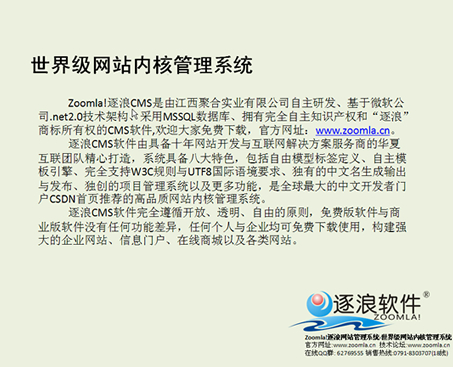 世界级网站内核管理系统
Zoomla!逐浪CMS是由江西聚合实业有限公司自主研发、基于微软公
司.net2.0技术架构、采用MSSQL数据库、拥有完全自主知识产权和“逐浪”
商标所有权的CMS软件,欢迎大家免费下载，官方网址：www.zoomla.cn。
逐浪CMS软件由具备十年网站开发与互联网解决方案服务商的华夏
互联团队精心打造，系统具备八大特色，包括自由模型标签定义、自主模
板引擎、完全支持W3C规则与UTF8国际语境要求、独有的中文名生成输出
与发布、独创的项目管理系统以及更多功能，是全球最大的中文开发者门
户CSDN首页推荐的高品质网站内核管理系统。
逐浪CMS软件完全遵循开放、透明、自由的原则，免费版软件与商
业版软件没有任何功能差异，任何个人与企业均可免费下载使用，构建强
大的企业网站、信息门户、在线商城以及各类网站。
逐浪软件®
ZOOMLA!
Zoomla!逐浪网站管理系统·世界级网站内核管理系统
官方网址:www.zoomla.cn 技术论坛:www.zoomla.cn
在线QQ群: 62769555 销售热线:0791-8303707(18线)